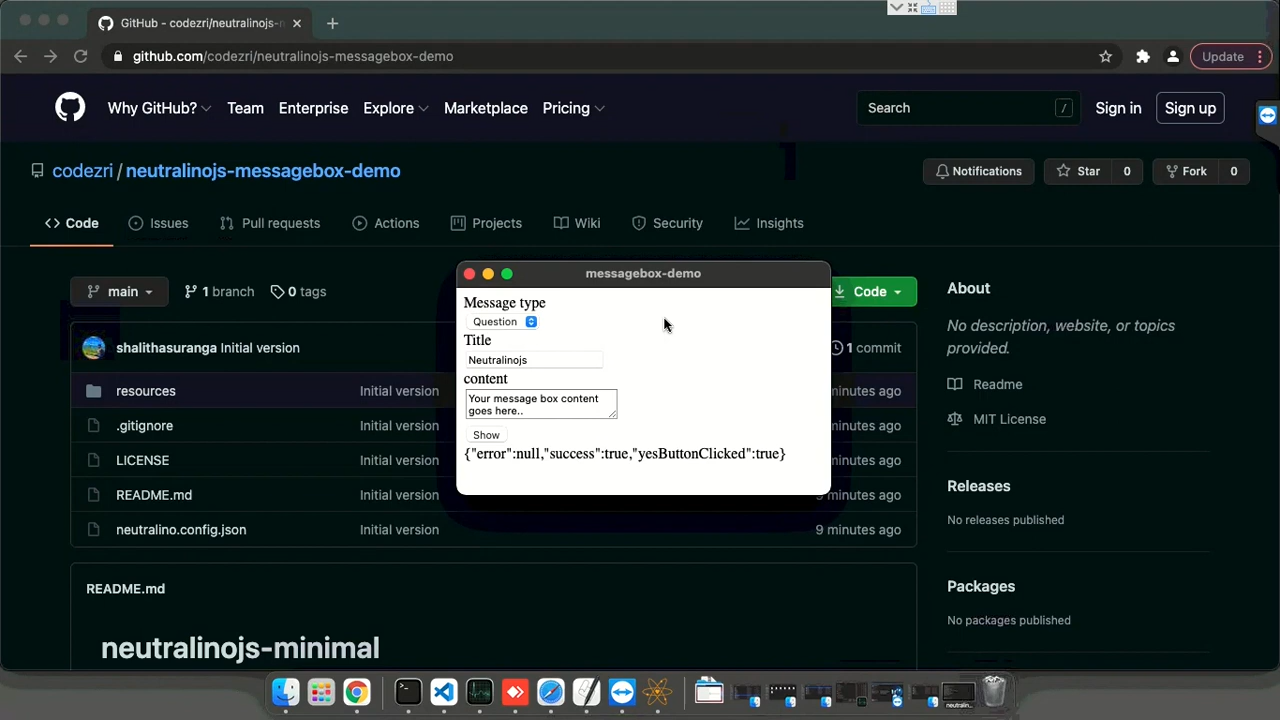 GitHub - codezri/neutralinojs-n
github.com/codezri/neutralinojs-messagebox-demo
Update
Why GitHub?
Team
Enterprise
Explore
Marketplace
Pricing
Search
/
Sign in
Sign up
codezri / neutralinojs-messagebox-demo
Notifications
Star
0
Fork
0
Code
Issues
Pull requests
Actions
Projects
Wiki
Security
Insights
main
1 branch
0 tags
Code
shalithasuranga Initial version
1 commit
resources
Initial version
minutes ago
.gitignore
Initial version
minutes ago
LICENSE
Initial version
minutes ago
README.md
Initial version
9 minutes ago
neutralino.config.json
Initial version
9 minutes ago
README.md
neutralinojs-minimal
About
No description, website, or topics
provided.
Readme
MIT License
Releases
No releases published
Packages
No packages published
messagebox-demo
Message type
Question
Title
Neutralinojs
content
Your message box content
goes here..
Show
{"error":null,"success":true,"yesButtonClicked":true}